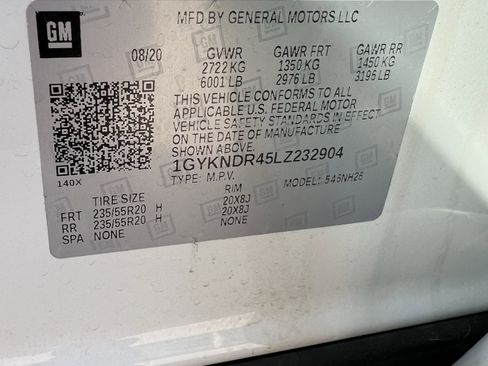 MFD BY GENERAL MOTORS LLC
GM
08/20 GVWR GAWR FRT GAWR RR
2722 KG 1350 KG 1450 KG
6001 LB 2976 LB 3196 LB
THIS VEHICLE CONFORMS TO ALL
APPLICABLE U.S. FEDERAL MOTOR
VEHICLE SAFETY STANDARDS IN EFFECT
ON THE DATE OF MANUFACTURE
SHOWN ABOVE.
1GYKNDR45LZ232904
140X TYPE: M.P.V. MODEL: 546NH26
TIRE SIZE RIM
FRT 235/55R20 H 20X8J
RR 235/55R20 H 20X8J
SPA NONE NONE